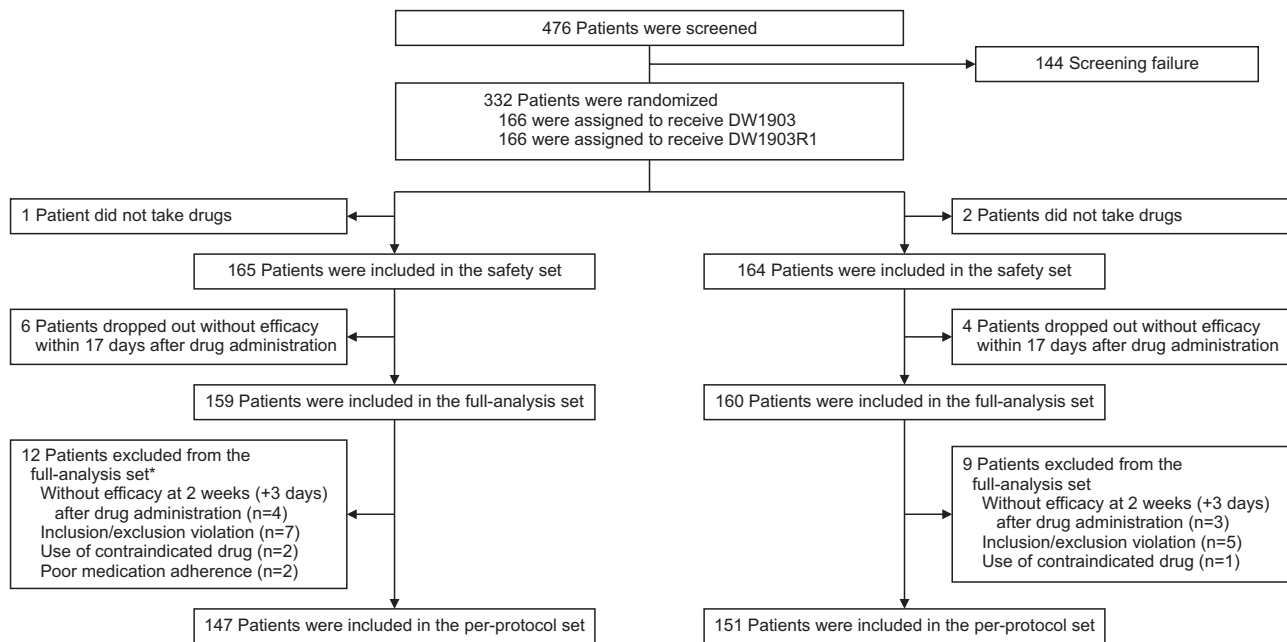 476 Patients were screened
144 Screening failure
332 Patients were randomized
166 were assigned to receive DW1903
166 were assigned to receive DW1903R1
1 Patient did not take drugs
2 Patients did not take drugs
165 Patients were included in the safety set
164 Patients were included in the safety set
6 Patients dropped out without efficacy
within 17 days after drug administration
4 Patients dropped out without efficacy
within 17 days after drug administration
159 Patients were included in the full-analysis set
160 Patients were included in the full-analysis set
12 Patients excluded from the
full-analysis set*
Without efficacy at 2 weeks (+3 days)
after drug administration (n=4)
Inclusion/exclusion violation (n=7)
Use of contraindicated drug (n=2)
Poor medication adherence (n=2)
9 Patients excluded from the
full-analysis set
Without efficacy at 2 weeks (+3 days)
after drug administration (n=3)
Inclusion/exclusion violation (n=5)
Use of contraindicated drug (n=1)
147 Patients were included in the per-protocol set
151 Patients were included in the per-protocol set